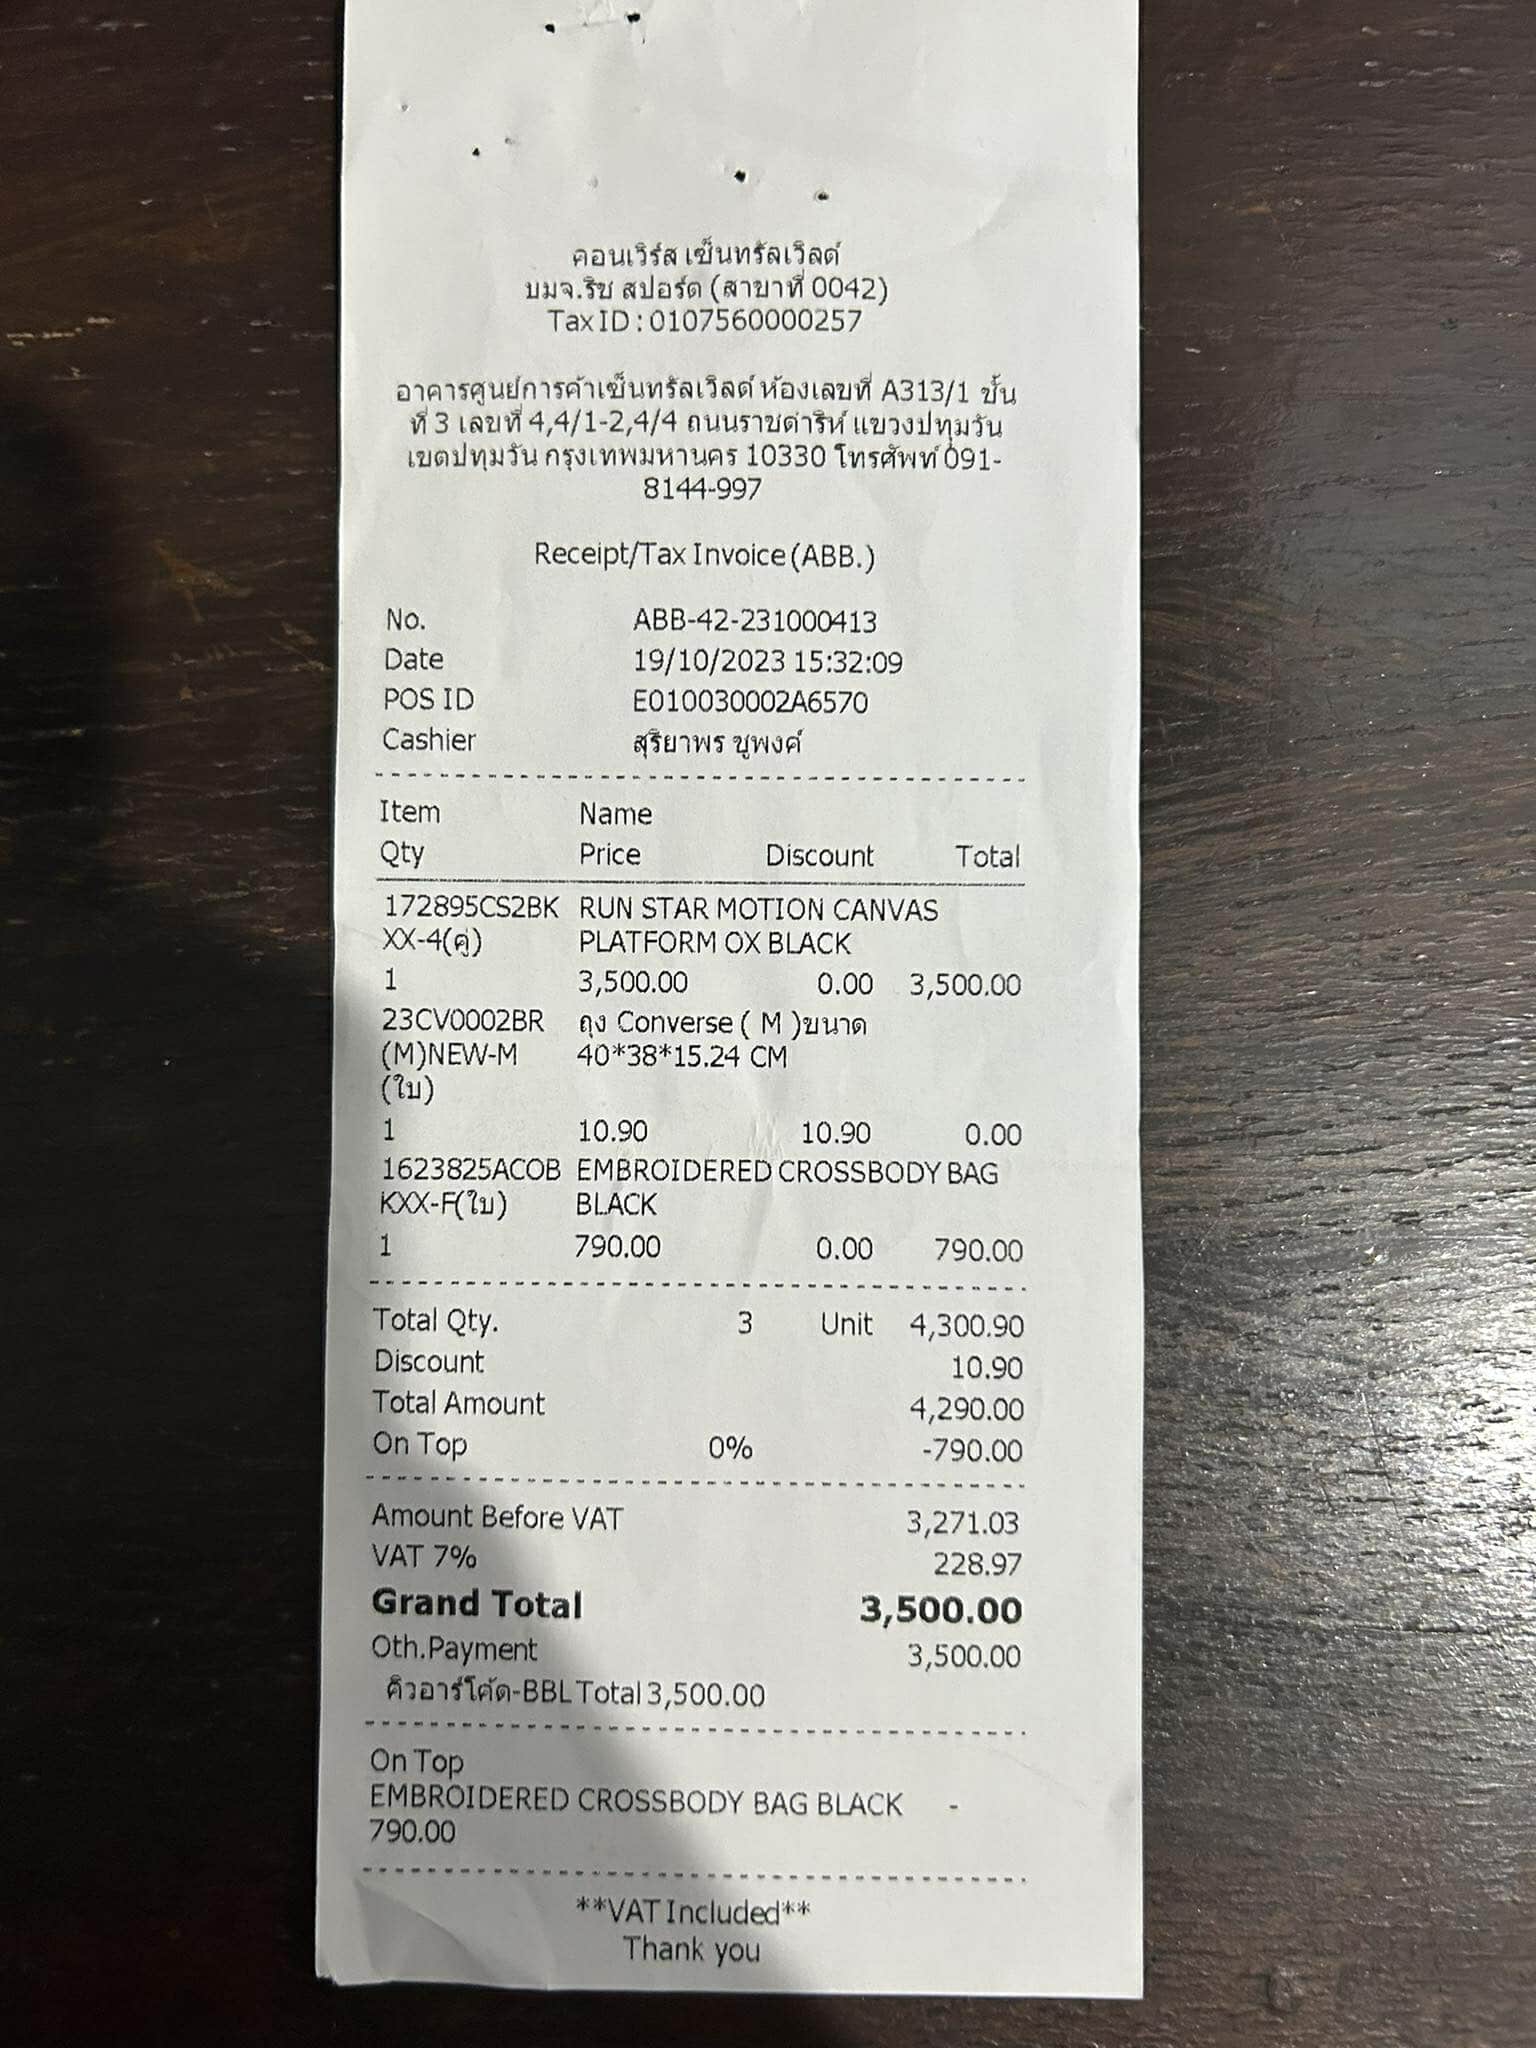 คอนเวิร์ส เซ็นทรัลเวิลด์
บมจ.ริช สปอร์ต (สาขาที่ 0042)
Tax ID : 0107560000257
อาคารศูนย์การค้าเซ็นทรัลเวิลด์ ห้องเลขที่ A313/1 ชั้น
ที่ 3 เลขที่ 4,4/1-2,4/4 ถนนราชดำริห์ แขวงปทุมวัน
เขตปทุมวัน กรุงเทพมหานคร 10330 โทรศัพท์ 091-
8144-997
Receipt/Tax Invoice (ABB.)
No. ABB-42-231000413
Date 19/10/2023 15:32:09
POS ID E010030002A6570
Cashier สุริยาพร ชูพงศ์
Item Name
Qty Price Discount Total
172895CS2BK RUN STAR MOTION CANVAS
XX-4(คู่) PLATFORM OX BLACK
1 3,500.00 0.00 3,500.00
23CV0002BR ถุง Converse ( M )ขนาด
(M)NEW-M 40*38*15.24 CM
(ใบ)
1 10.90 10.90 0.00
1623825ACOB EMBROIDERED CROSSBODY BAG
KXX-F(ใบ) BLACK
1 790.00 0.00 790.00
Total Qty. 3 Unit 4,300.90
Discount 10.90
Total Amount 4,290.00
On Top 0% -790.00
Amount Before VAT 3,271.03
VAT 7% 228.97
Grand Total 3,500.00
Oth.Payment 3,500.00
คิวอาร์โค้ด-BBL Total 3,500.00
On Top
EMBROIDERED CROSSBODY BAG BLACK -
790.00
**VAT Included**
Thank you